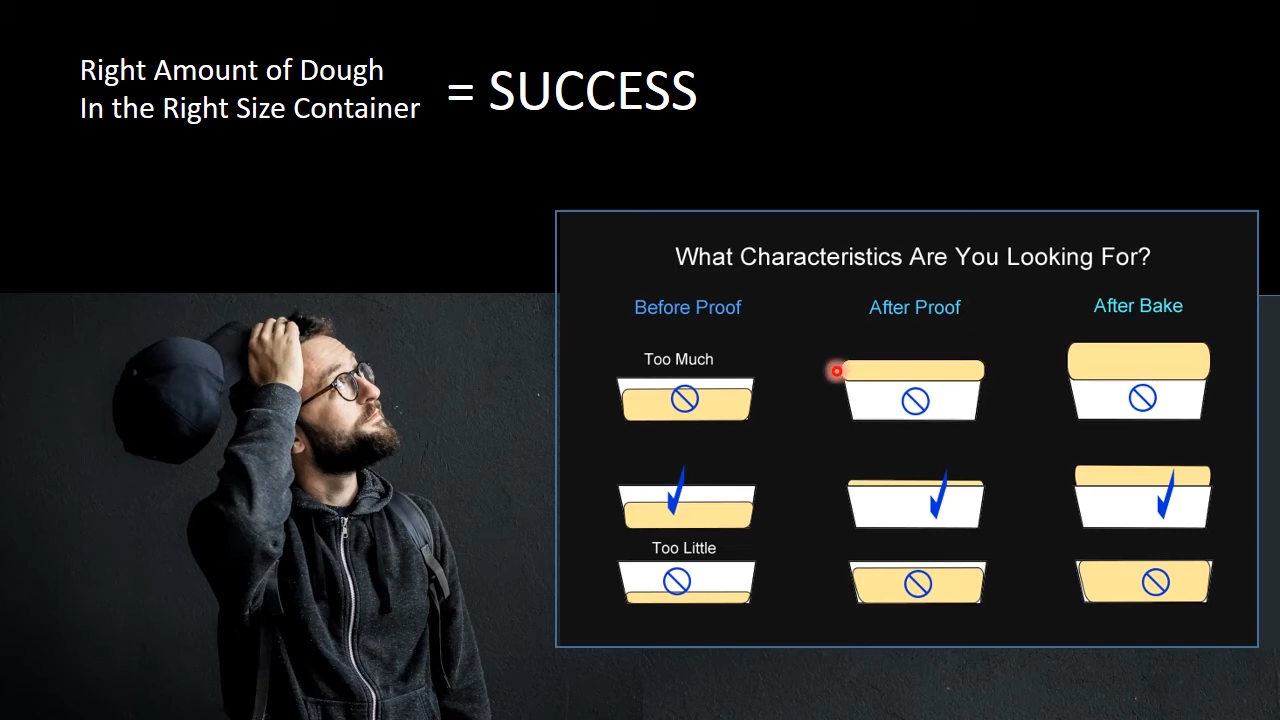 Right Amount of Dough
In the Right Size Container
= SUCCESS
What Characteristics Are You Looking For?
Before Proof
After Proof
After Bake
Too Much
Too Little